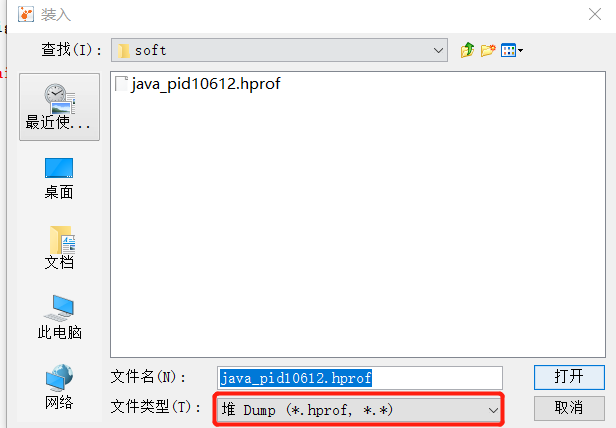 装入
查找(I): soft
最近使...
java_pid10612.hprof
桌面
文档
此电脑
网络
文件名(N): java_pid10612.hprof 打开
文件类型(T): 堆 Dump (*.hprof, *.*) 取消